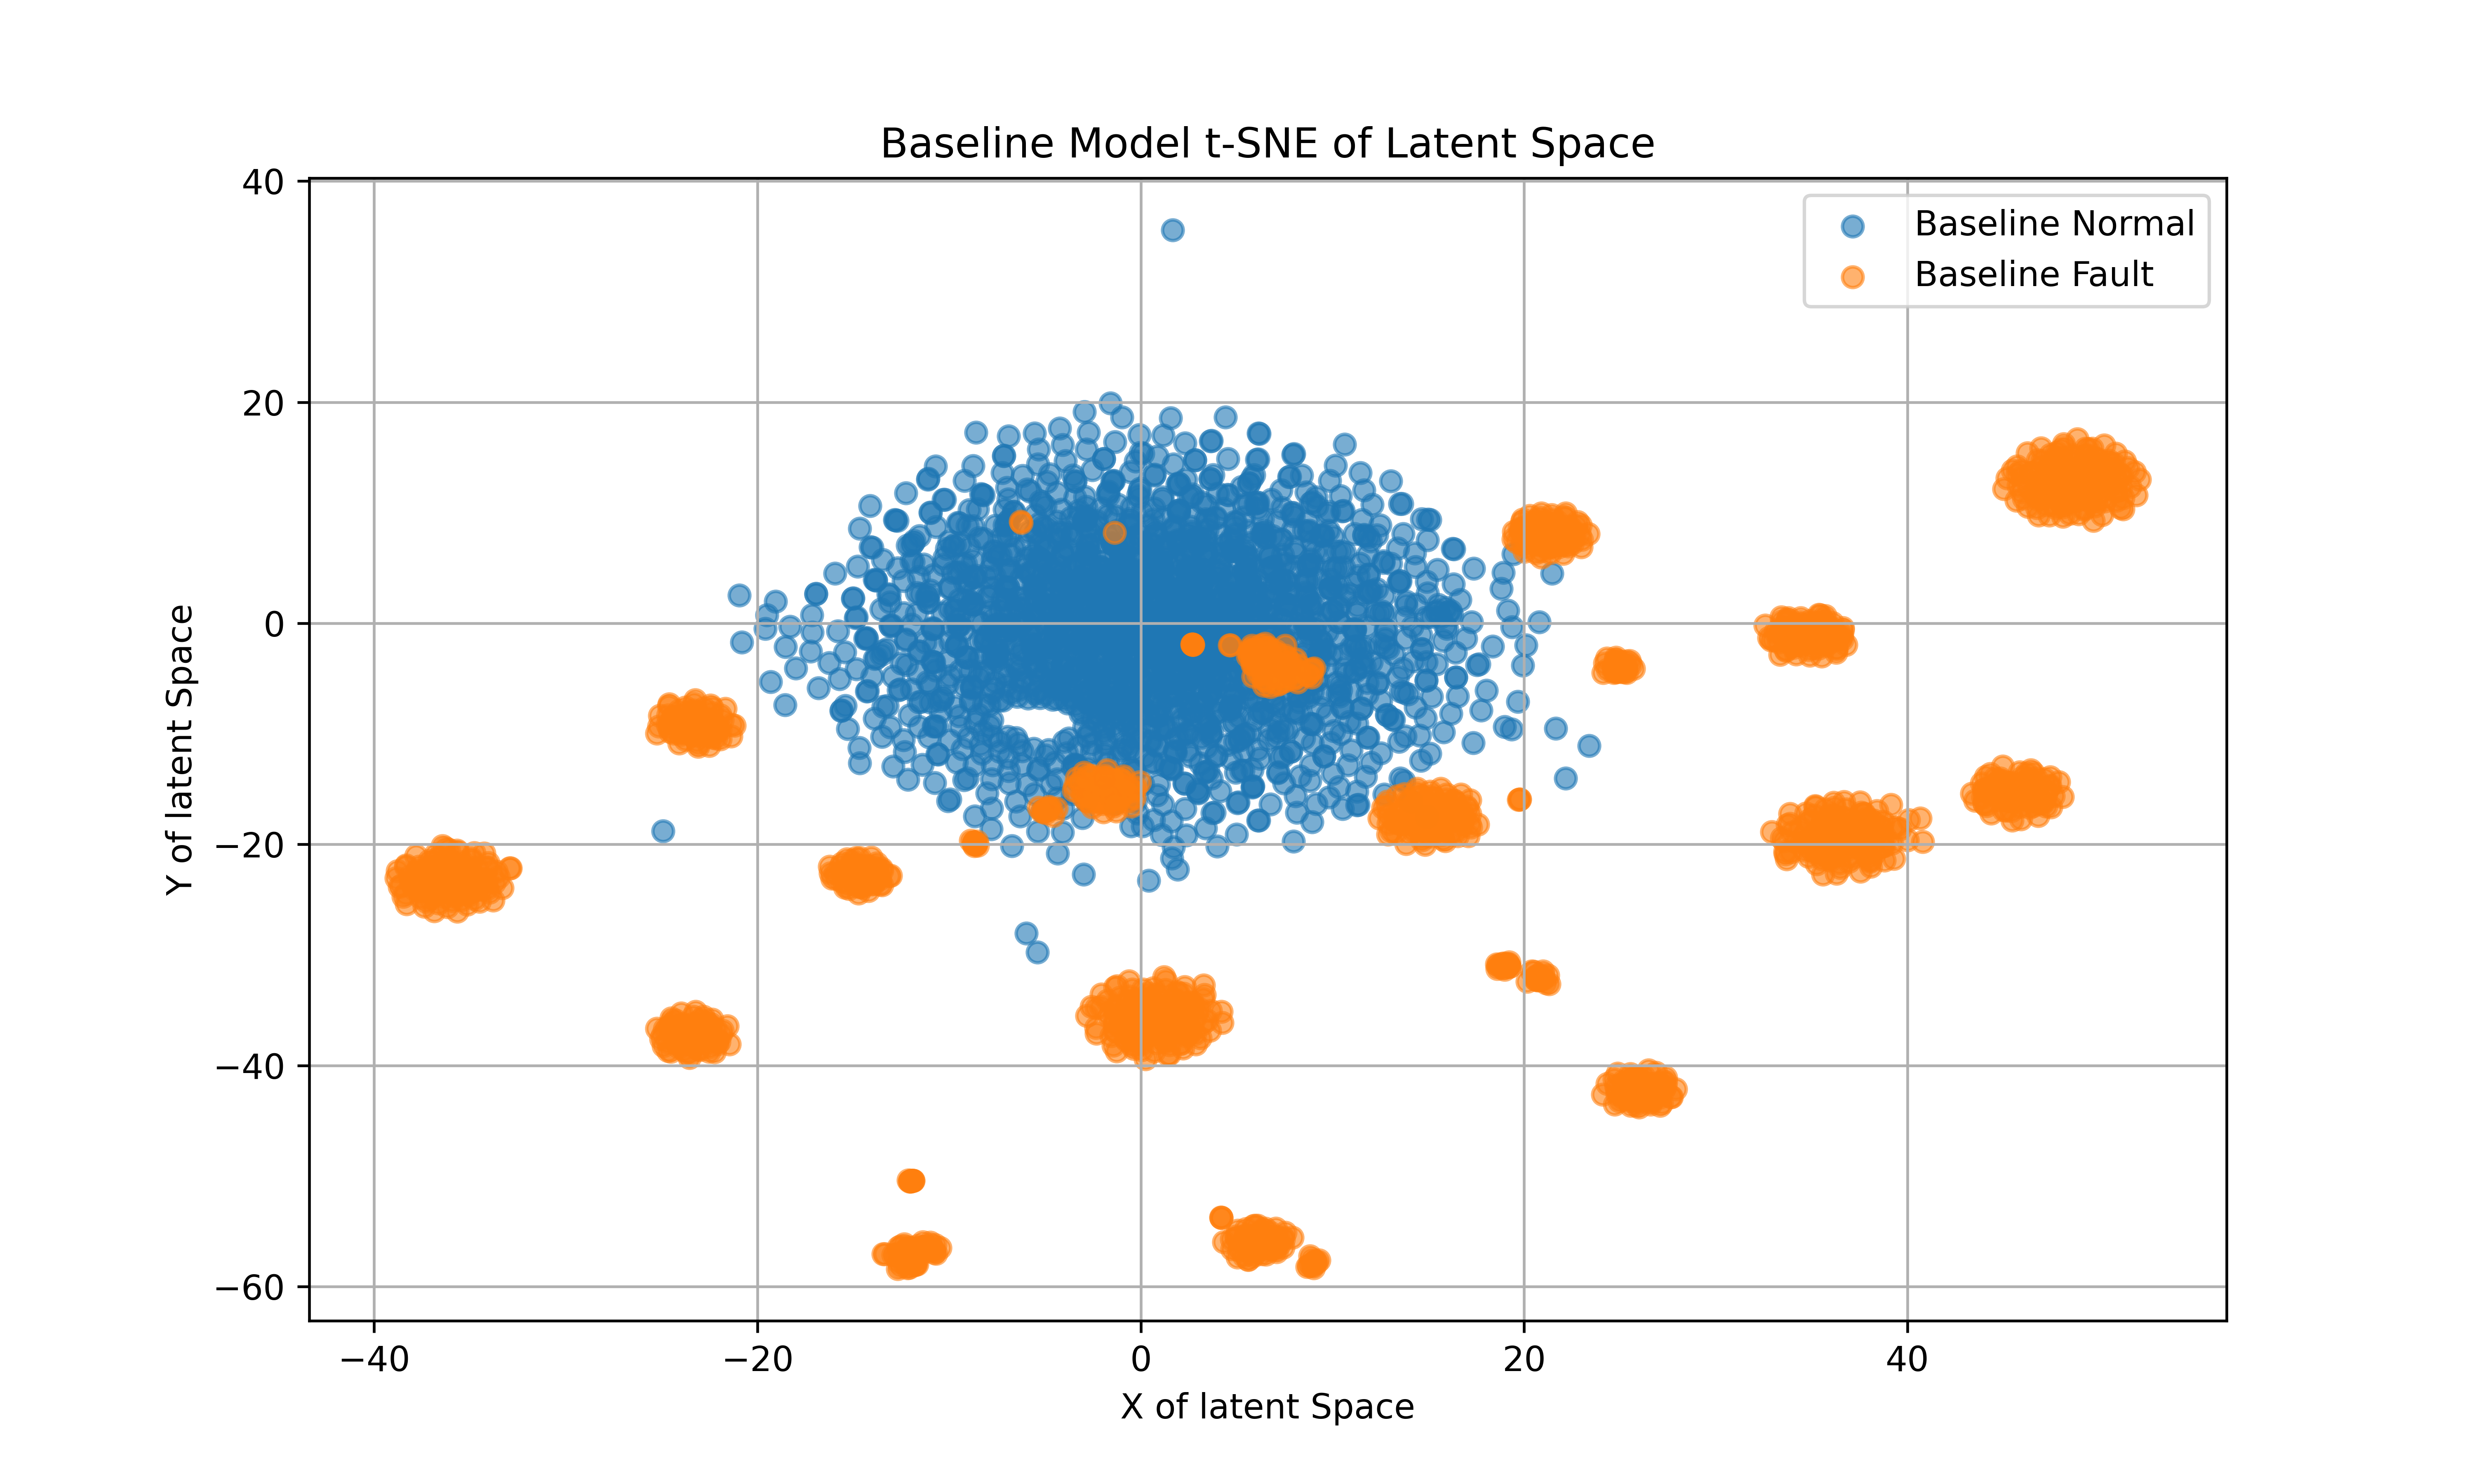 Baseline Model t-SNE of Latent Space
Baseline Normal
Baseline Fault
40
20
0
−20
−40
−60
Y of latent Space
−40
−20
0
20
40
X of latent Space